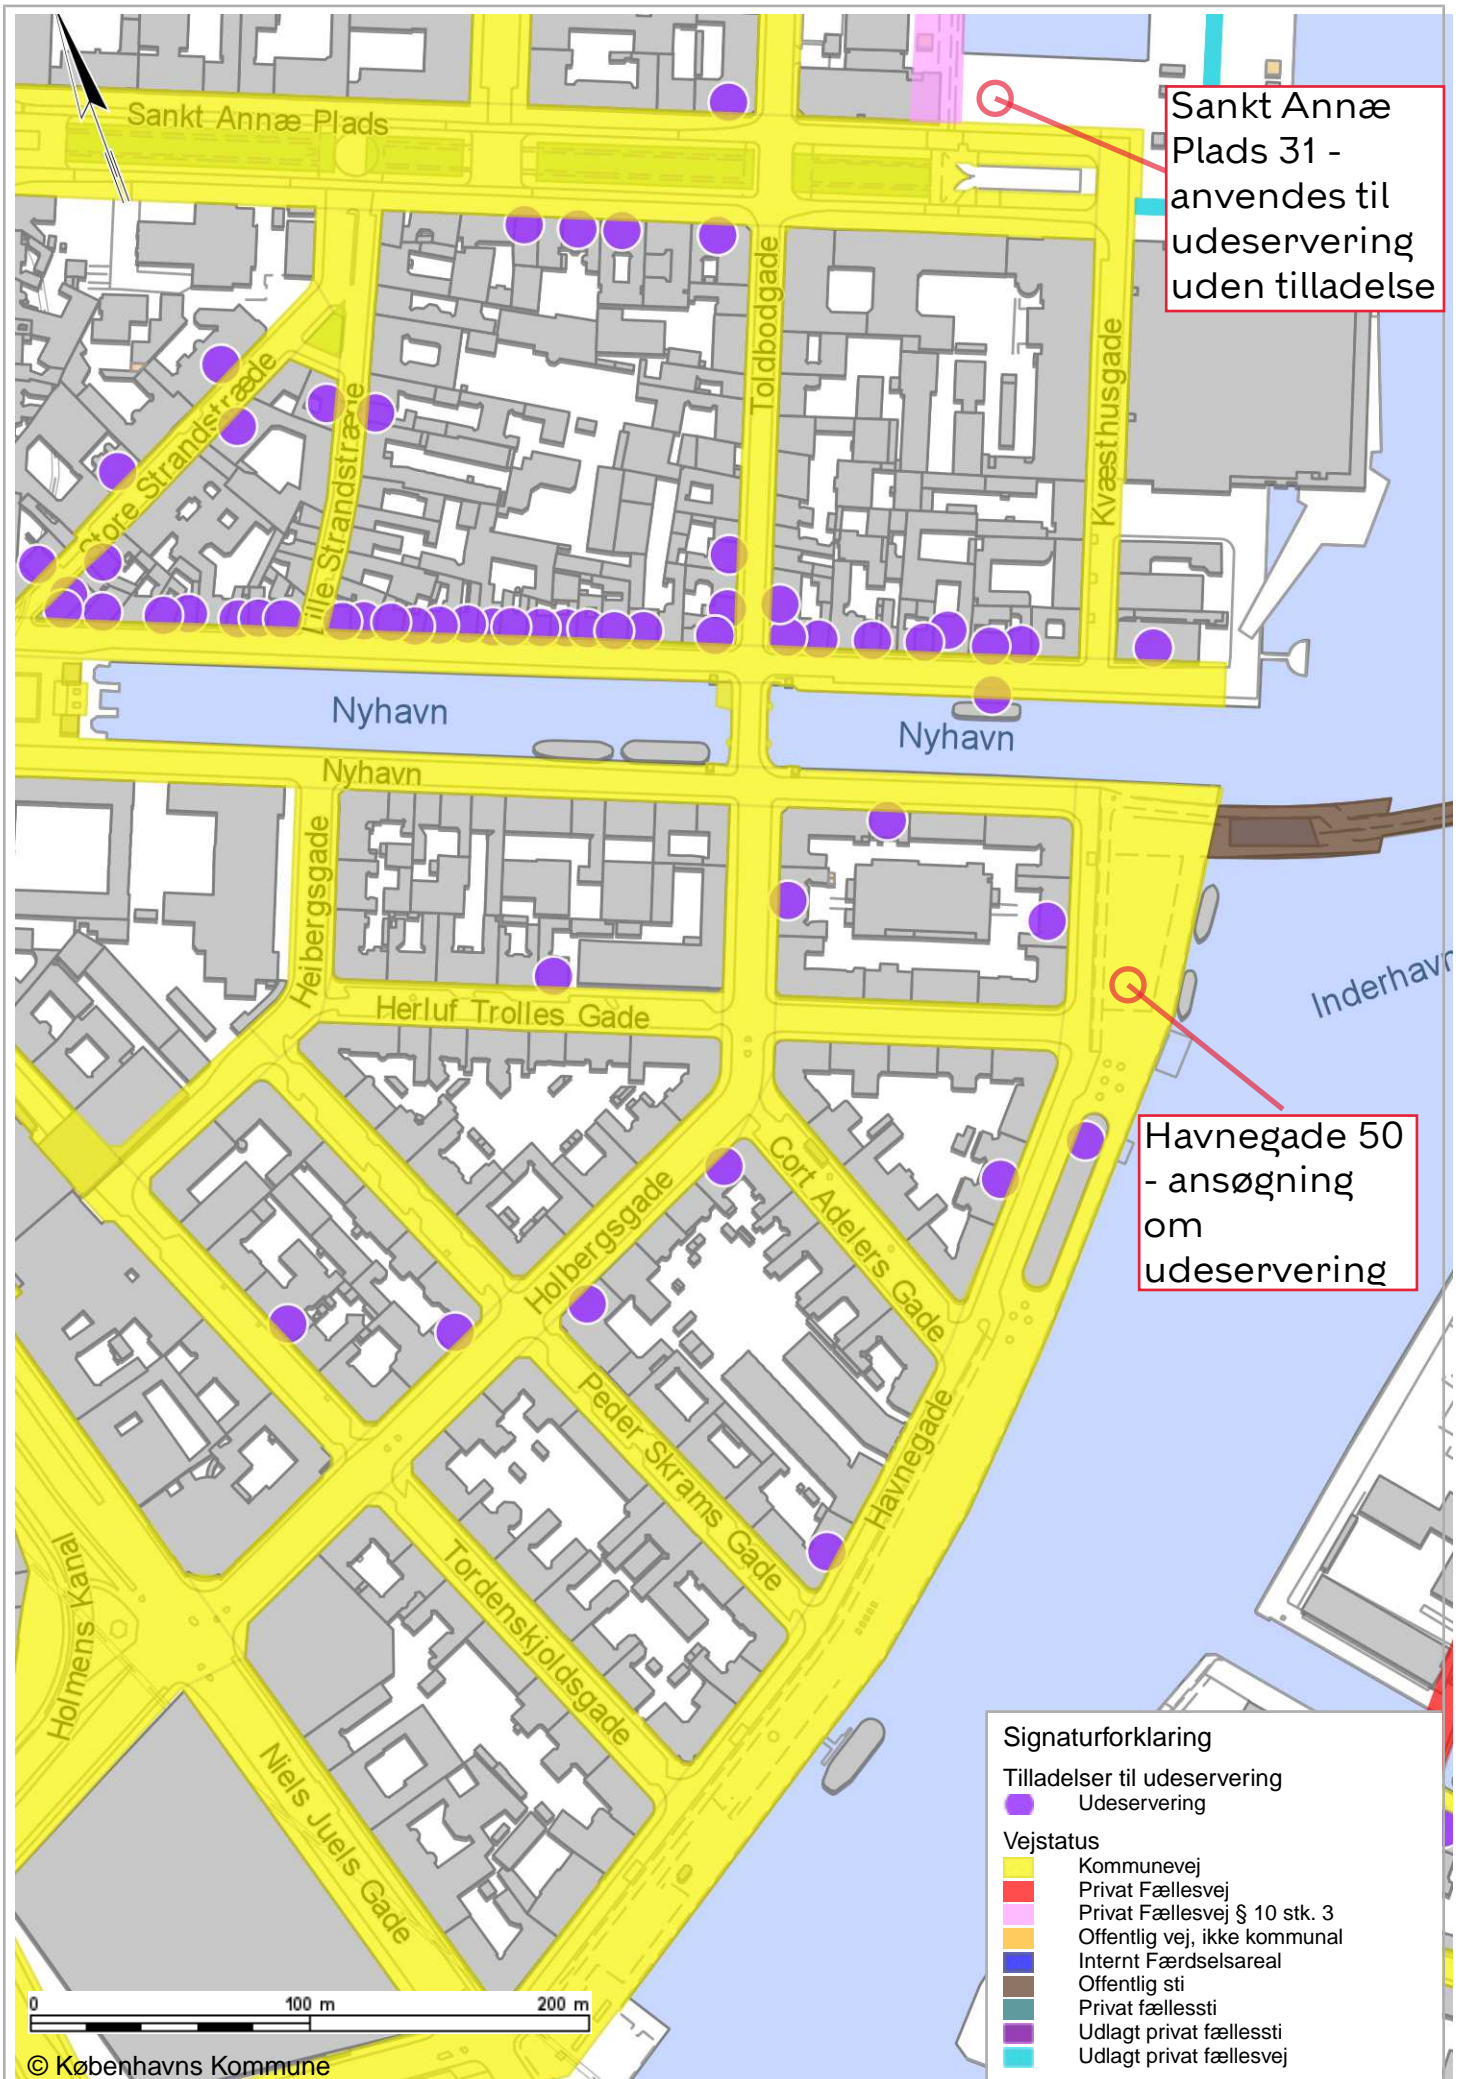 Sankt Annæ Plads
Sankt Annæ
Plads 31 -
anvendes til
udeservering
uden tilladelse
Toldbodgade
Kvæsthusgade
Store Strandstræde
Lille Strandstræde
Nyhavn
Nyhavn
Nyhavn
Heibergsgade
Herluf Trolles Gade
Inderhavn
Havnegade 50
- ansøgning
om
udeservering
Cort Adelers Gade
Holbergsgade
Peder Skrams Gade
Havnegade
Tordenskjoldsgade
Holmens Kanal
Niels Juels Gade
Signaturforklaring
Tilladelser til udeservering
Udeservering
Vejstatus
Kommunevej
Privat Fællesvej
Privat Fællesvej § 10 stk. 3
Offentlig vej, ikke kommunal
Internt Færdselsareal
Offentlig sti
Privat fællessti
Udlagt privat fællessti
Udlagt privat fællesvej
0 100 m 200 m
© Københavns Kommune